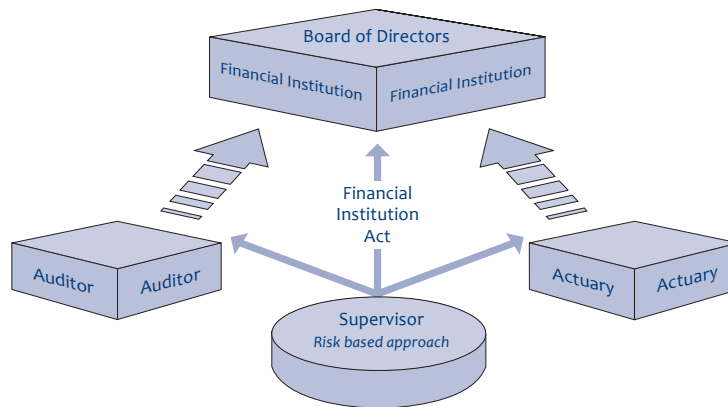 Board of Directors
Financial Institution
Financial Institution
Financial
Institution
Act
Auditor
Auditor
Actuary
Actuary
Supervisor
Risk based approach